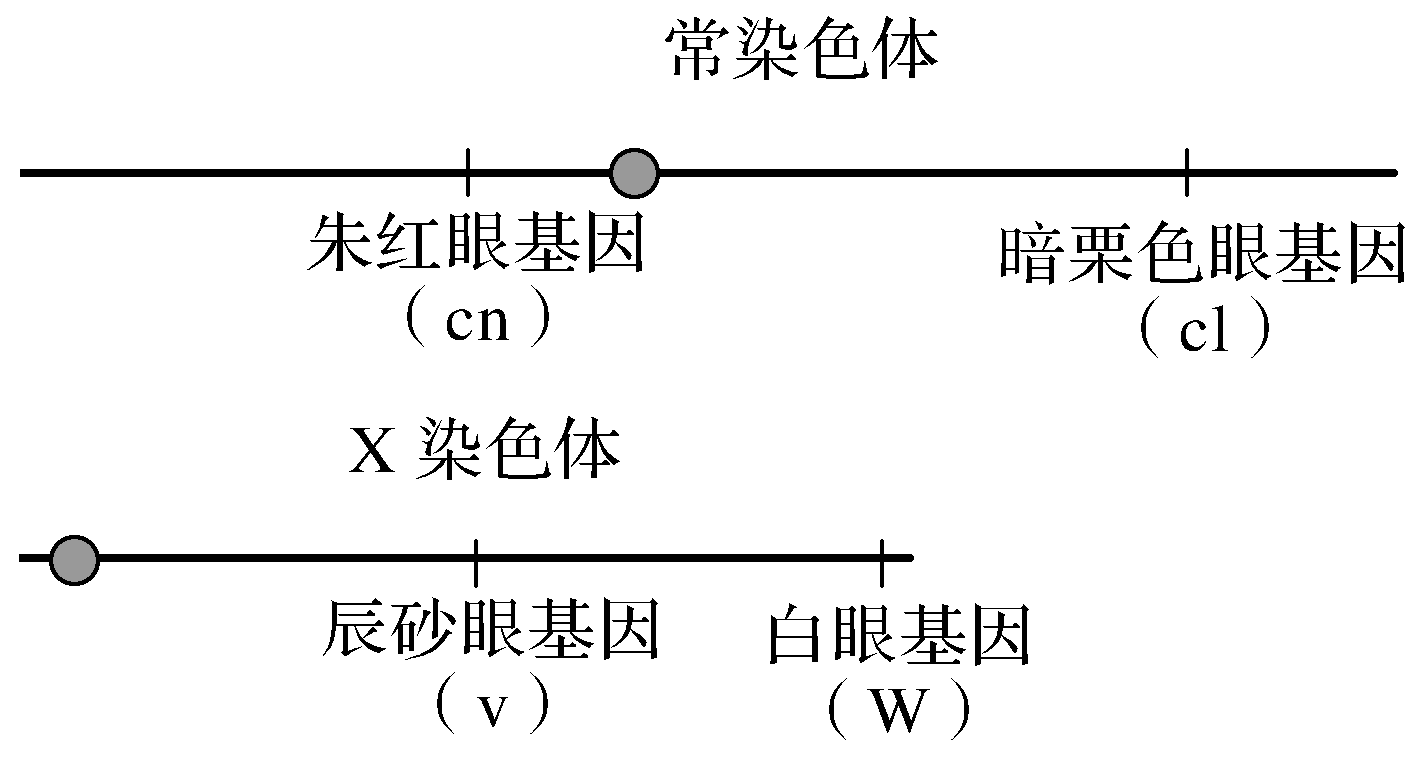 常染色体
朱红眼基因
（cn）
暗栗色眼基因
（cl）
X 染色体
辰砂眼基因
（v）
白眼基因
（W）